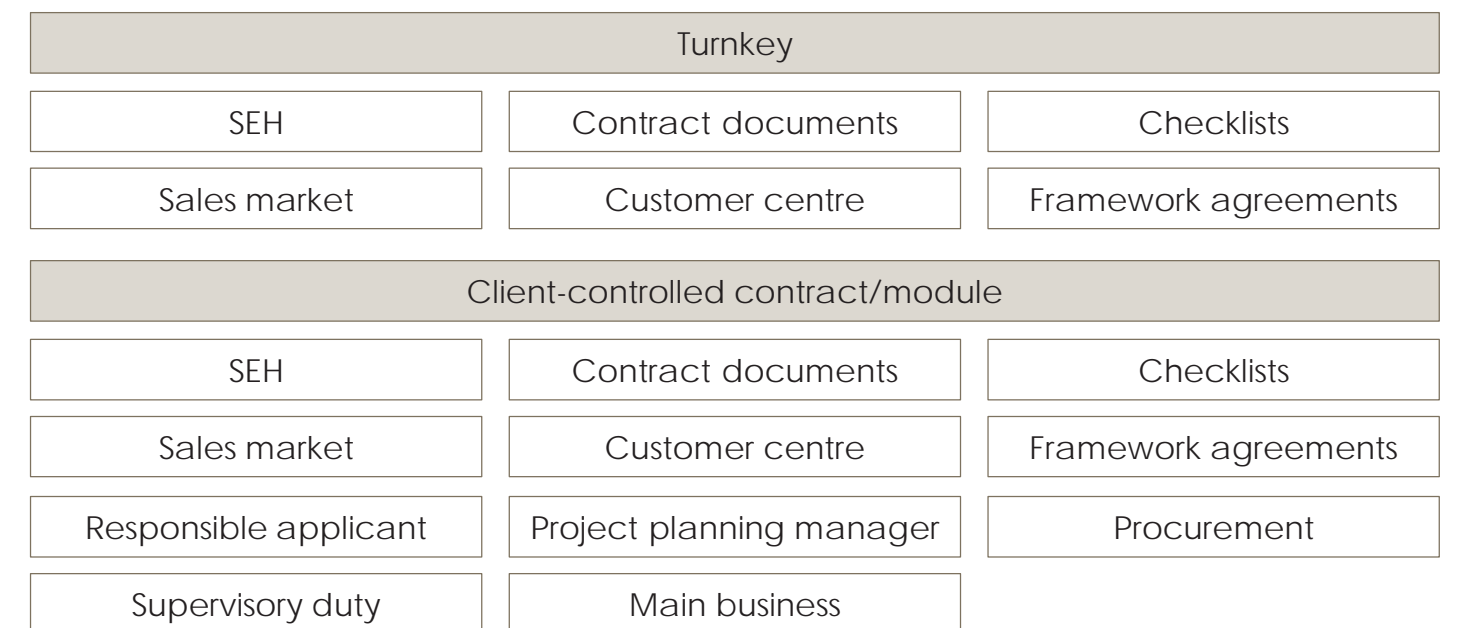 Turnkey
SEH
Contract documents
Checklists
Sales market
Customer centre
Framework agreements
Client-controlled contract/module
SEH
Contract documents
Checklists
Sales market
Customer centre
Framework agreements
Responsible applicant
Project planning manager
Procurement
Supervisory duty
Main business